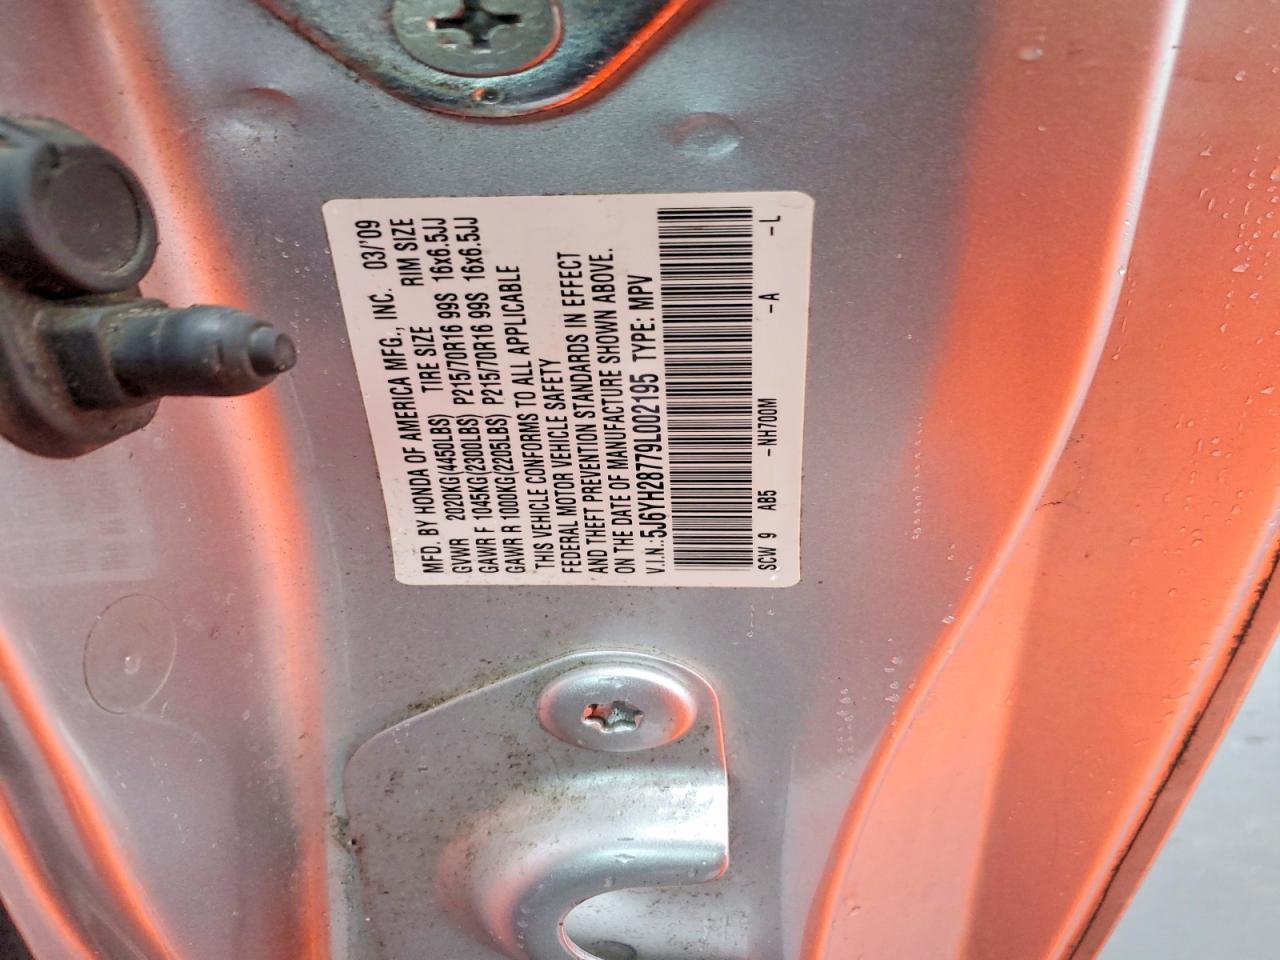 MFD. BY HONDA OF AMERICA MFG., INC. 03/'09
GVWR 2020KG(4450LBS) TIRE SIZE RIM SIZE
GAWR F 1045KG(2300LBS) P215/70R16 99S 16x6.5JJ
GAWR R 1000KG(2205LBS) P215/70R16 99S 16x6.5JJ
THIS VEHICLE CONFORMS TO ALL APPLICABLE
FEDERAL MOTOR VEHICLE SAFETY
AND THEFT PREVENTION STANDARDS IN EFFECT
ON THE DATE OF MANUFACTURE SHOWN ABOVE.
V.I.N.:5J6YH28779L002195 TYPE: MPV
SCW 9 AB5 -NH700M -A -L